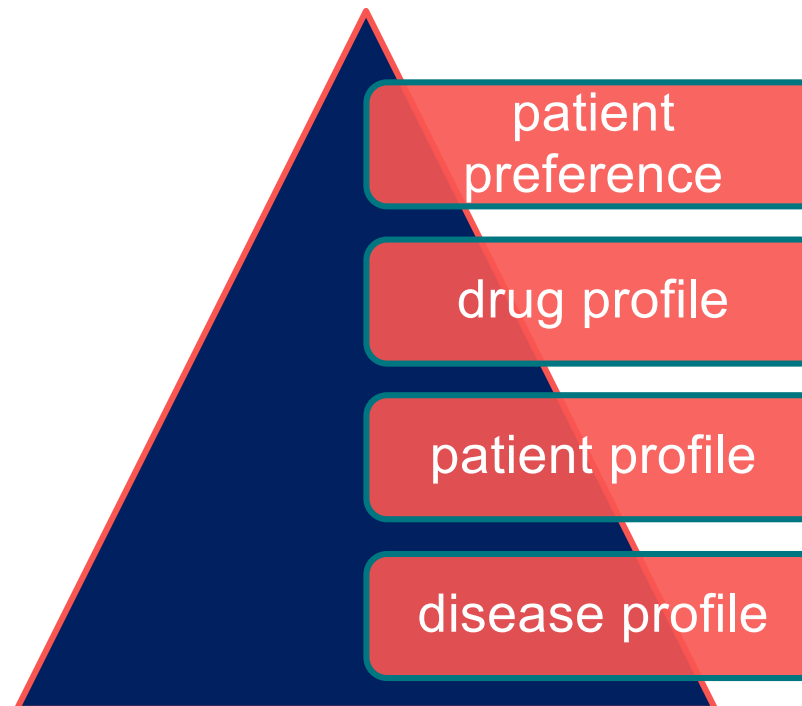 patient
preference
drug profile
patient profile
disease profile